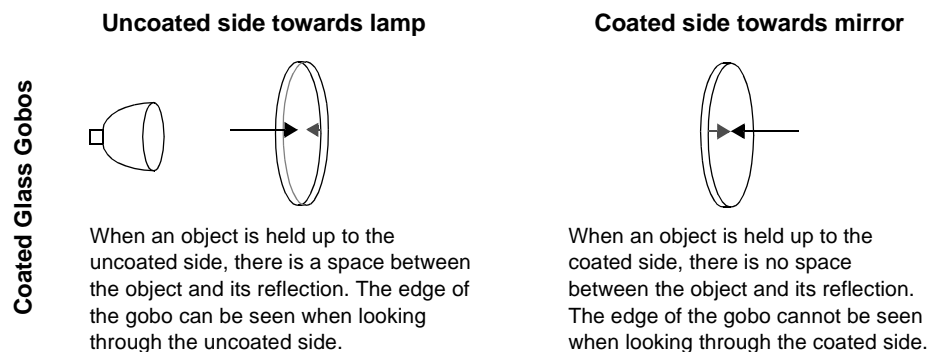 Uncoated side towards lamp
Coated side towards mirror
Coated Glass Gobos
When an object is held up to the
uncoated side, there is a space between
the object and its reflection. The edge of
the gobo can be seen when looking
through the uncoated side.
When an object is held up to the
coated side, there is no space
between the object and its reflection.
The edge of the gobo cannot be seen
when looking through the coated side.